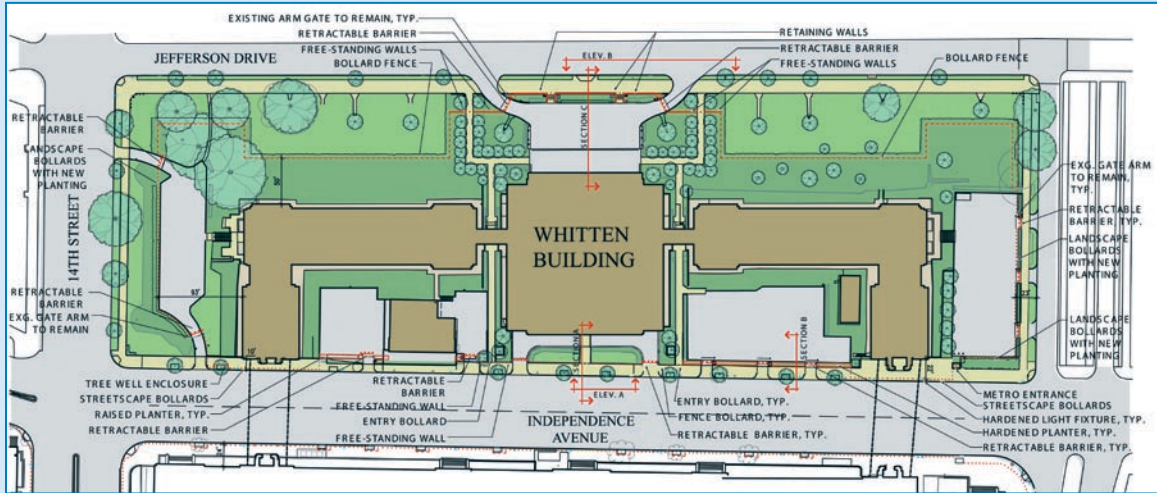 EXISTING ARM GATE TO REMAIN, TYP.
RETRACTABLE BARRIER
FREE-STANDING WALLS
BOLLARD FENCE
JEFFERSON DRIVE
ELEV. B
RETAINING WALLS
RETRACTABLE BARRIER
FREE-STANDING WALLS
BOLLARD FENCE
SECTION C
RETRACTABLE
BARRIER
LANDSCAPE
BOLLARDS
WITH NEW
PLANTING
14TH STREET
RETRACTABLE
BARRIER
EXG. GATE ARM
TO REMAIN
93'
50'
10'
WHITTEN
BUILDING
EXG. GATE ARM
TO REMAIN,
TYP.
RETRACTABLE
BARRIER, TYP.
LANDSCAPE
BOLLARDS
WITH NEW
PLANTING
23'
LANDSCAPE
BOLLARDS
WITH NEW
PLANTING
SECTION A
SECTION B
ELEV. A
TREE WELL ENCLOSURE
STREETSCAPE BOLLARDS
RAISED PLANTER, TYP.
RETRACTABLE BARRIER
RETRACTABLE
BARRIER
FREE-STANDING WALL
ENTRY BOLLARD
FREE-STANDING WALL
INDEPENDENCE
AVENUE
ENTRY BOLLARD, TYP.
FENCE BOLLARD, TYP.
RETRACTABLE BARRIER, TYP.
METRO ENTRANCE
STREETSCAPE BOLLARDS
HARDENED LIGHT FIXTURE, TYP.
HARDENED PLANTER, TYP.
RETRACTABLE BARRIER, TYP.